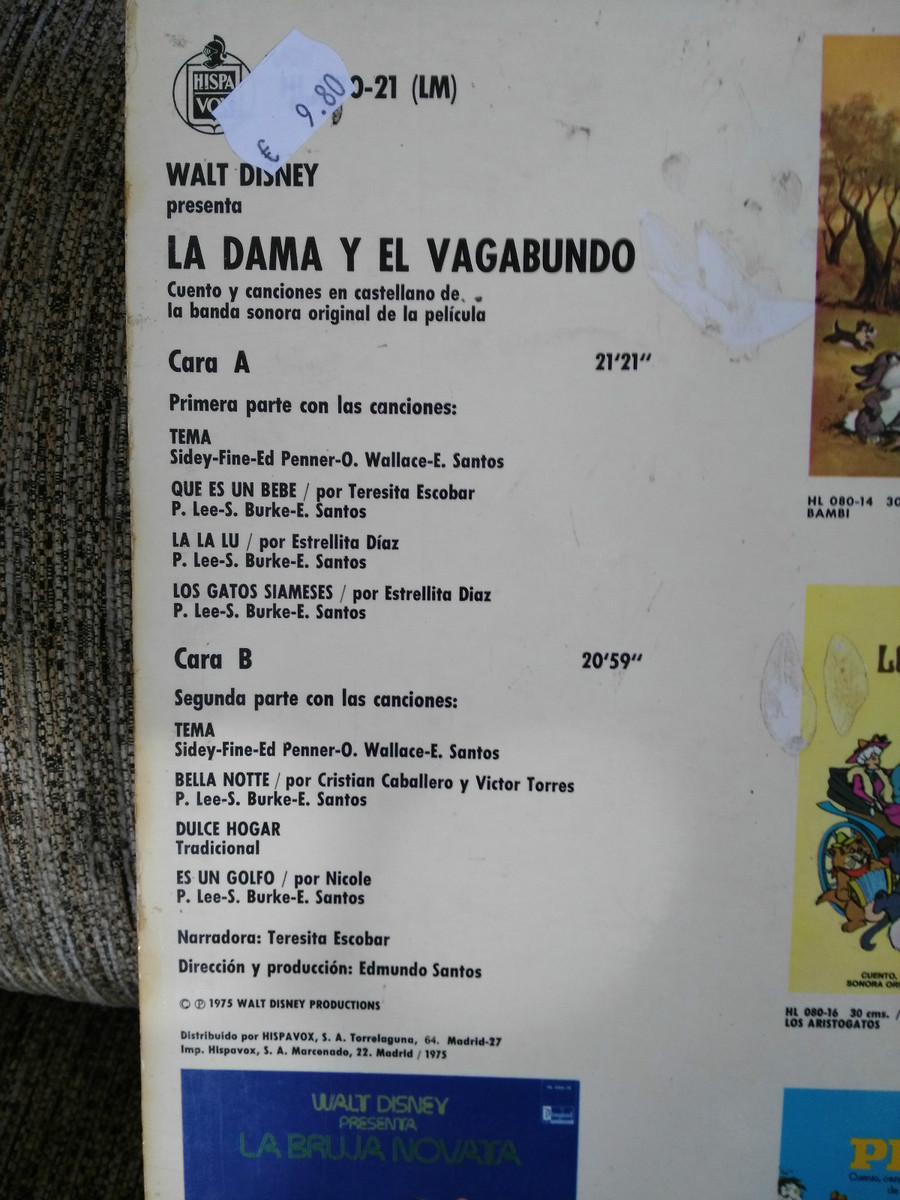 HISPA
VOX
€ 9.80
0-21 (LM)
WALT DISNEY
presenta
LA DAMA Y EL VAGABUNDO
Cuento y canciones en castellano de
la banda sonora original de la película
Cara A 21'21"
Primera parte con las canciones:
TEMA
Sidey-Fine-Ed Penner-O. Wallace-E. Santos
QUE ES UN BEBE / por Teresita Escobar
P. Lee-S. Burke-E. Santos
LA LA LU / por Estrellita Díaz
P. Lee-S. Burke-E. Santos
LOS GATOS SIAMESES / por Estrellita Diaz
P. Lee-S. Burke-E. Santos
Cara B 20'59"
Segunda parte con las canciones:
TEMA
Sidey-Fine-Ed Penner-O. Wallace-E. Santos
BELLA NOTTE / por Cristian Caballero y Victor Torres
P. Lee-S. Burke-E. Santos
DULCE HOGAR
Tradicional
ES UN GOLFO / por Nicole
P. Lee-S. Burke-E. Santos
Narradora: Teresita Escobar
Dirección y producción: Edmundo Santos
© ℗ 1975 WALT DISNEY PRODUCTIONS
Distribuido por HISPAVOX, S. A. Torrelaguna, 64. Madrid-27
Imp. Hispavox, S. A. Marcenado, 22. Madrid / 1975
WALT DISNEY
PRESENTA
LA BRUJA NOVATA
HL 080-14 30
BAMBI
CUENTO,
SONORA
HL 080-16 30 cms. /
LOS ARISTOGATOS
Cuento,